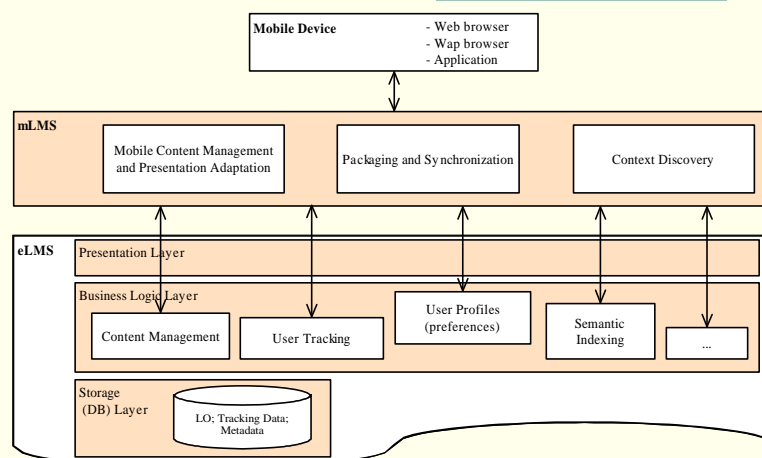 Mobile Device
- Web browser
- Wap browser
- Application
mLMS
Mobile Content Management
and Presentation Adaptation
Packaging and Synchronization
Context Discovery
eLMS
Presentation Layer
Business Logic Layer
Content Management
User Tracking
User Profiles
(preferences)
Semantic
Indexing
...
Storage
(DB) Layer
LO; Tracking Data;
Metadata